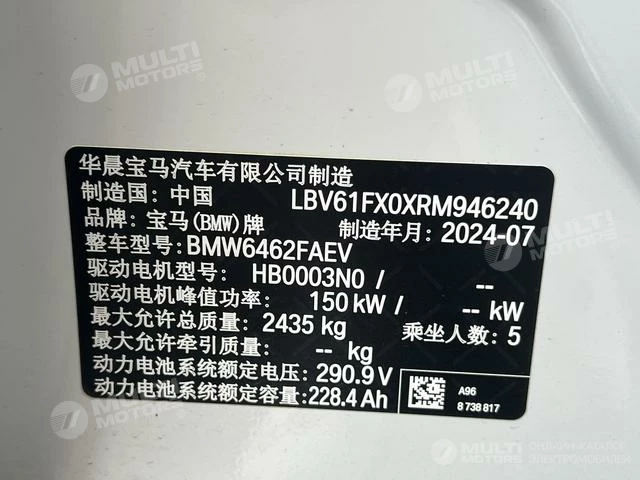 MULTI MOTORS®
MULTI MOTORS®
MULTI MOTORS®
华晨宝马汽车有限公司制造
制造国：中国 LBV61FX0XRM946240
品牌：宝马(BMW)牌 制造年月：2024-07
整车型号：BMW6462FAEV
驱动电机型号： HB0003N0 / --
驱动电机峰值功率： 150 kW / -- kW
最大允许总质量：2435 kg 乘坐人数：5
最大允许牵引质量： -- kg
动力电池系统额定电压：290.9 V
动力电池系统额定容量：228.4 Ah
A96
8 738 817
MULTI MOTORS
ОНЛАЙН-КАТАЛОГ
ЭЛЕКТРОМОБИЛЕЙ